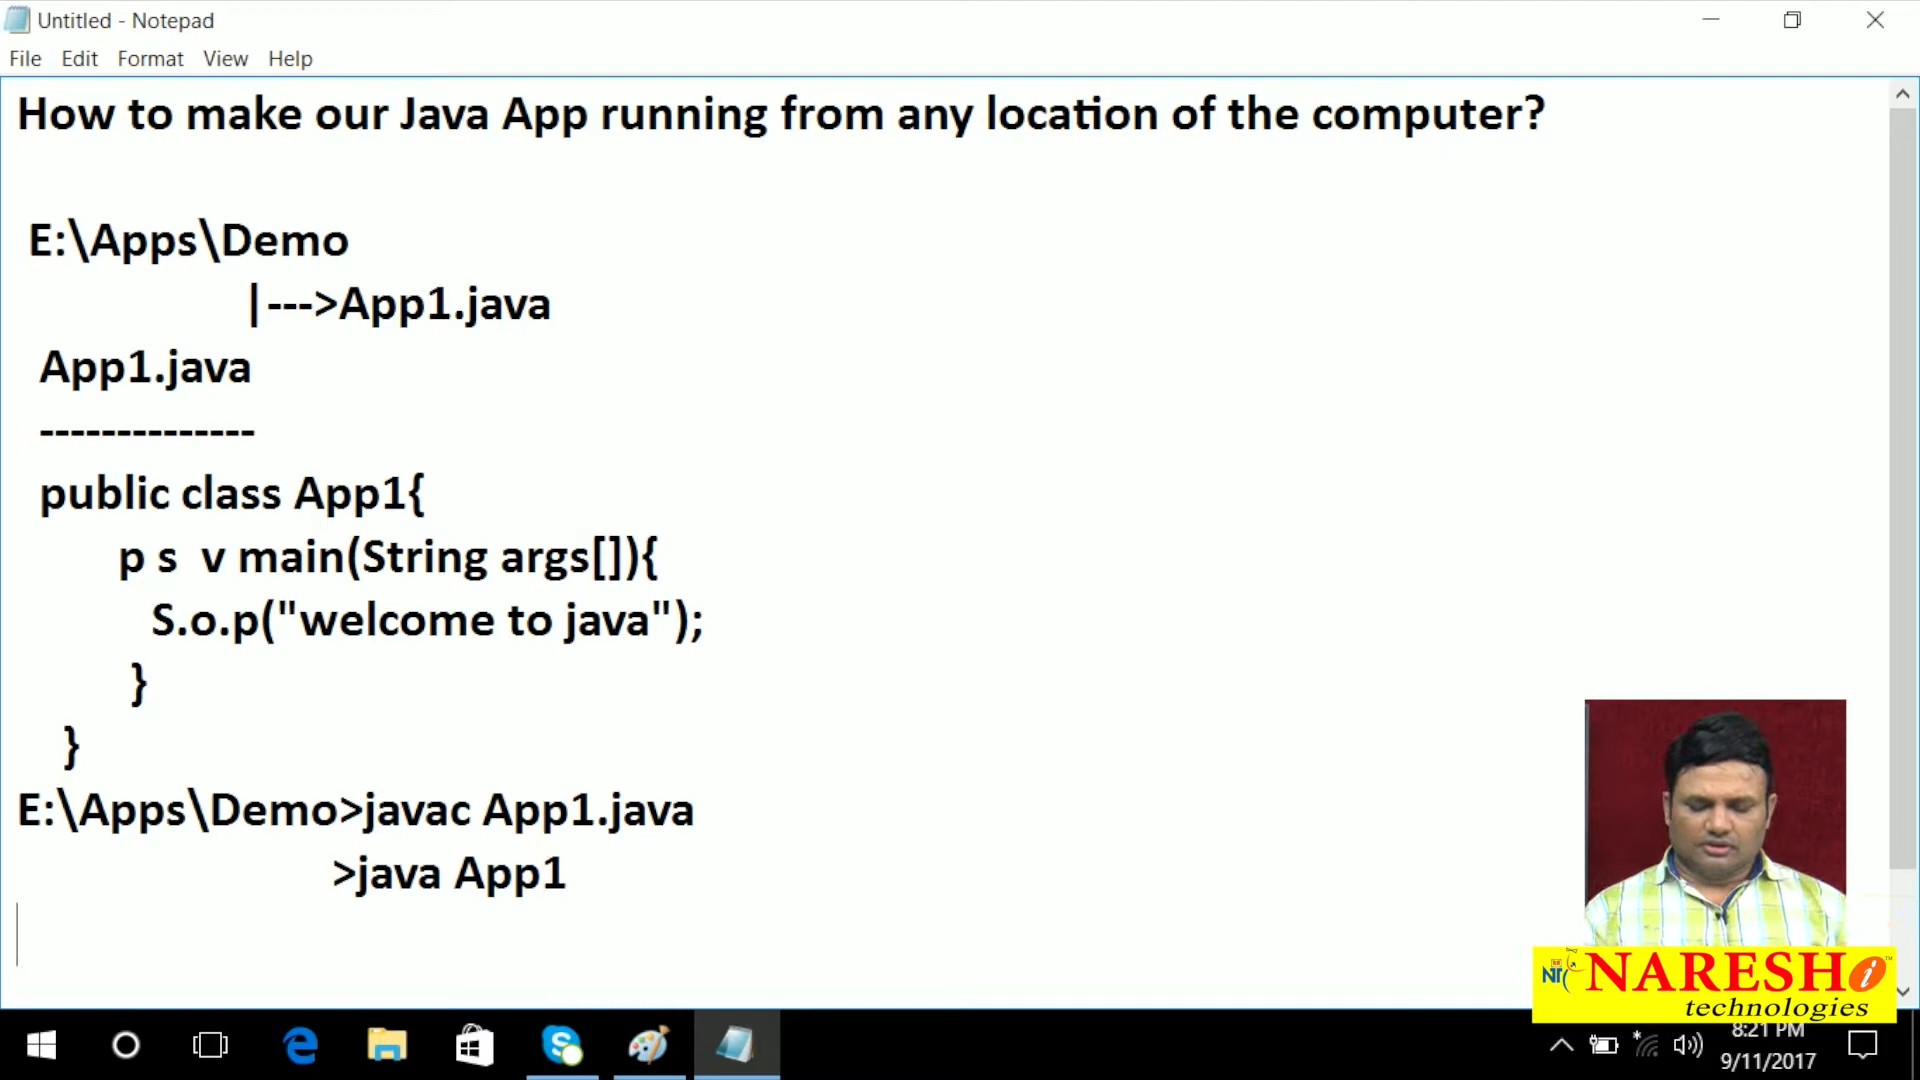 Untitled - Notepad
File Edit Format View Help
How to make our Java App running from any location of the computer?
E:\Apps\Demo
|--->App1.java
App1.java
--------------
public class App1{
p s  v main(String args[]){
S.o.p("welcome to java");
}
}
E:\Apps\Demo>javac App1.java
>java App1
NARESH i
technologies
8:21 PM
9/11/2017